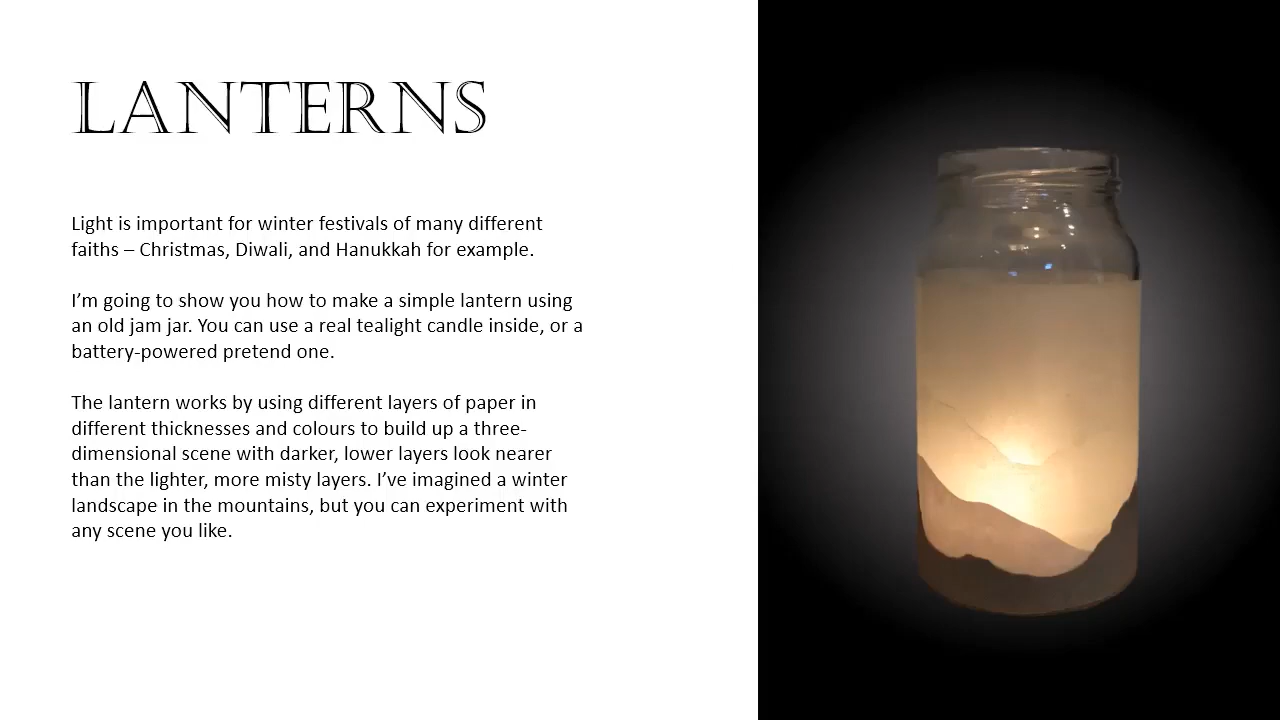 LANTERNS
Light is important for winter festivals of many different
faiths – Christmas, Diwali, and Hanukkah for example.
I’m going to show you how to make a simple lantern using
an old jam jar. You can use a real tealight candle inside, or a
battery-powered pretend one.
The lantern works by using different layers of paper in
different thicknesses and colours to build up a three-
dimensional scene with darker, lower layers look nearer
than the lighter, more misty layers. I’ve imagined a winter
landscape in the mountains, but you can experiment with
any scene you like.